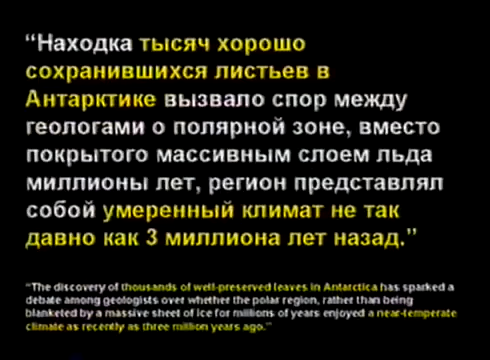 “Находка тысяч хорошо
сохранившихся листьев в
Антарктике вызвало спор между
геологами о полярной зоне, вместо
покрытого массивным слоем льда
миллионы лет, регион представлял
собой умеренный климат не так
давно как 3 миллиона лет назад.”
“The discovery of thousands of well-preserved leaves in Antarctica has sparked a
debate among geologists over whether the polar region, rather than being
blanketed by a massive sheet of ice for millions of years enjoyed a near-temperate
climate as recently as three million years ago.”